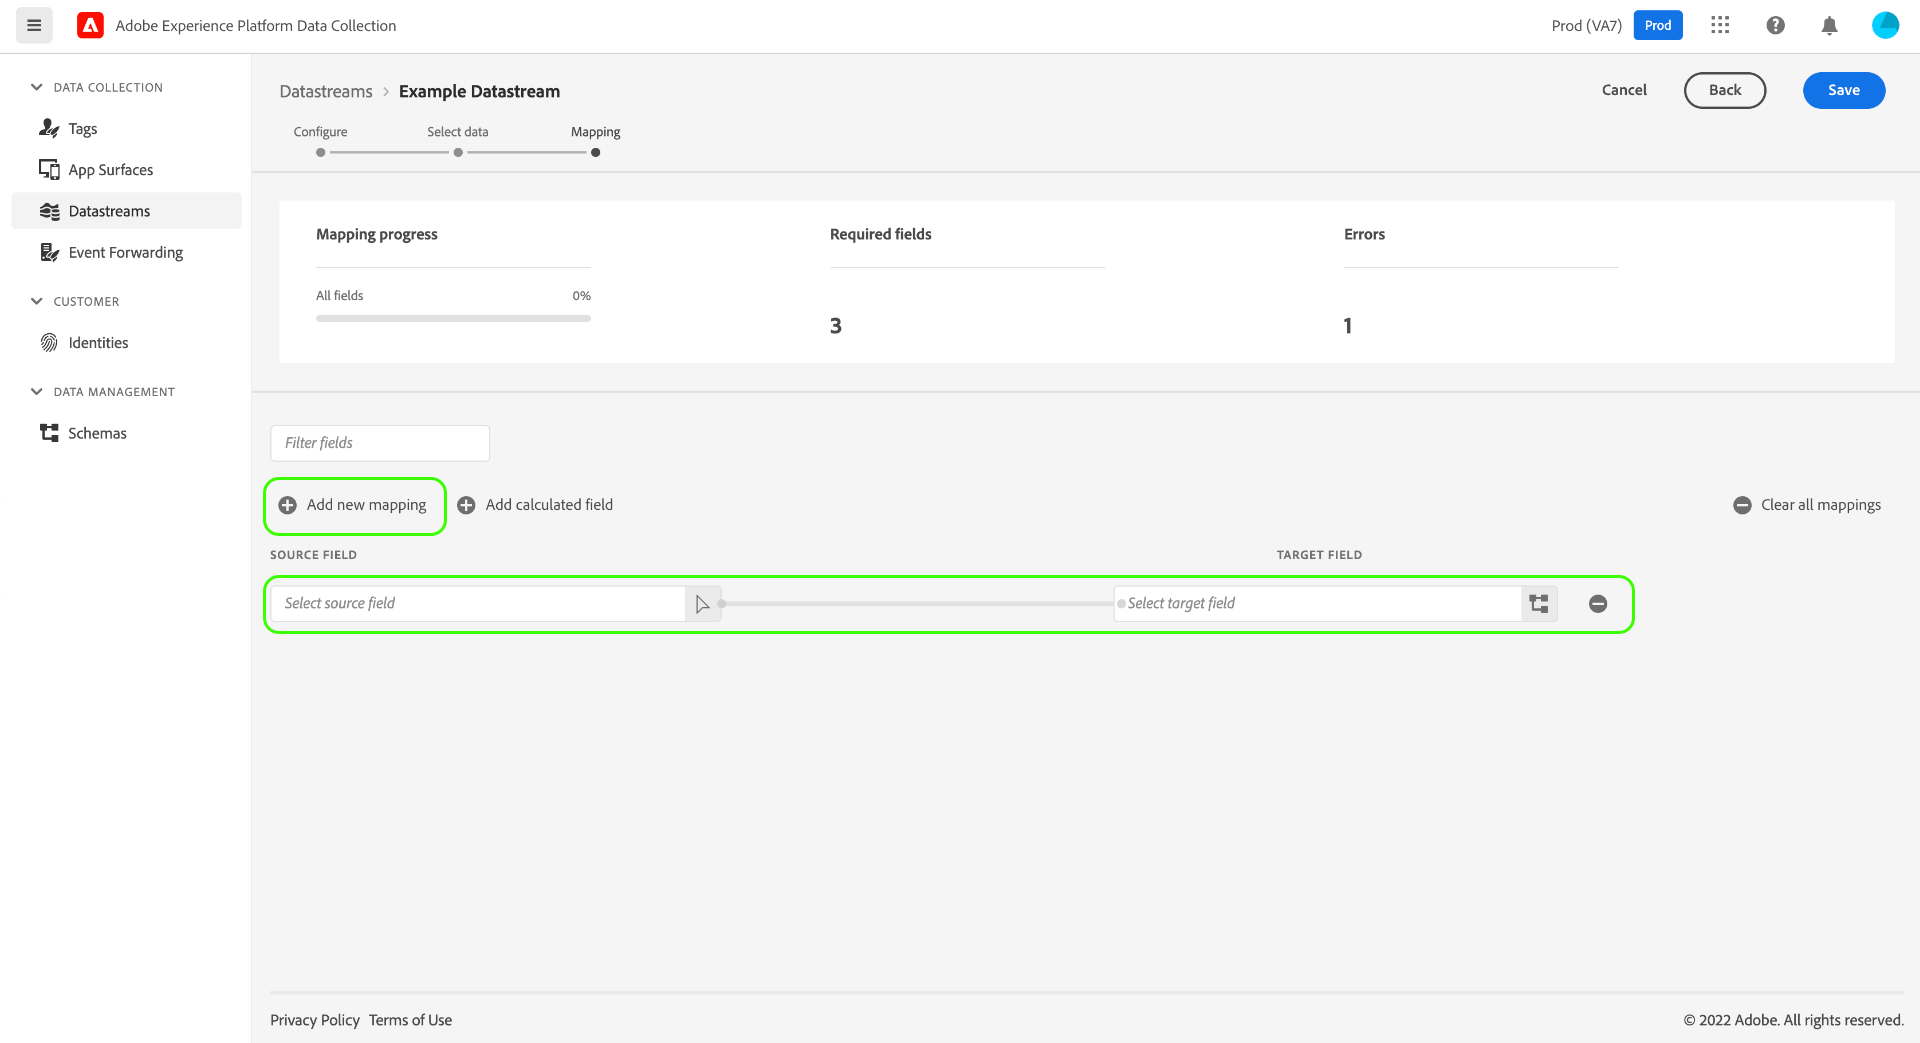 Adobe Experience Platform Data Collection
Prod (VA7)
Prod
DATA COLLECTION
Tags
App Surfaces
Datastreams
Event Forwarding
CUSTOMER
Identities
DATA MANAGEMENT
Schemas
Datastreams > Example Datastream
Cancel
Back
Save
Configure
Select data
Mapping
Mapping progress
Required fields
Errors
All fields
0%
3
1
Filter fields
Add new mapping
Add calculated field
Clear all mappings
SOURCE FIELD
TARGET FIELD
Select source field
Select target field
Privacy Policy
Terms of Use
© 2022 Adobe. All rights reserved.